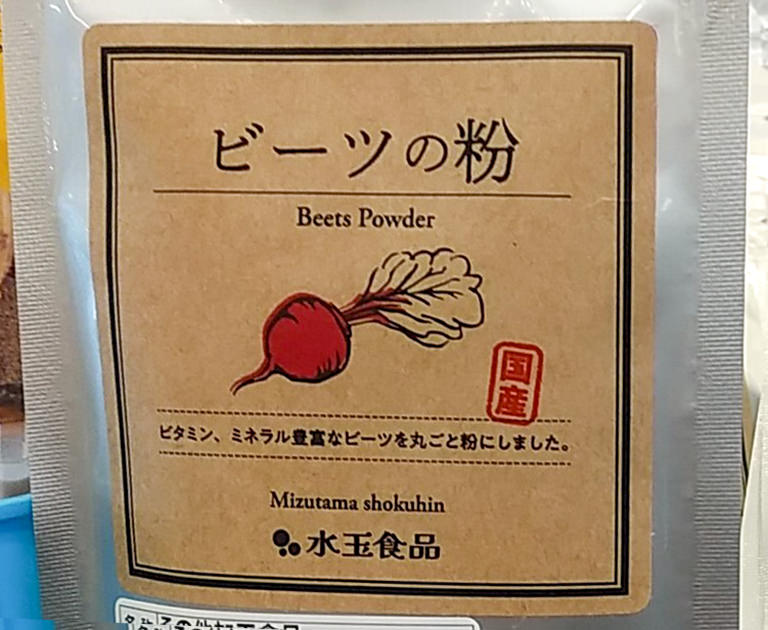 ビーツの粉
Beets Powder
国産
ビタミン、ミネラル豊富なビーツを丸ごと粉にしました。
Mizutama shokuhin
水玉食品